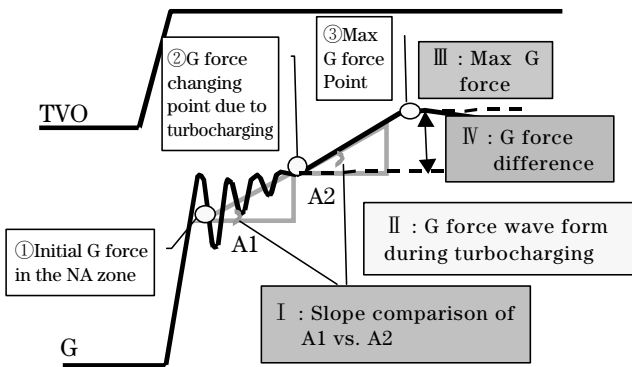 TVO
②G force
changing
point due to
turbocharging
③Max
G force
Point
Ⅲ : Max G
force
Ⅳ : G force
difference
A2
A1
①Initial G force
in the NA zone
Ⅱ : G force wave form
during turbocharging
Ⅰ : Slope comparison of
A1 vs. A2
G